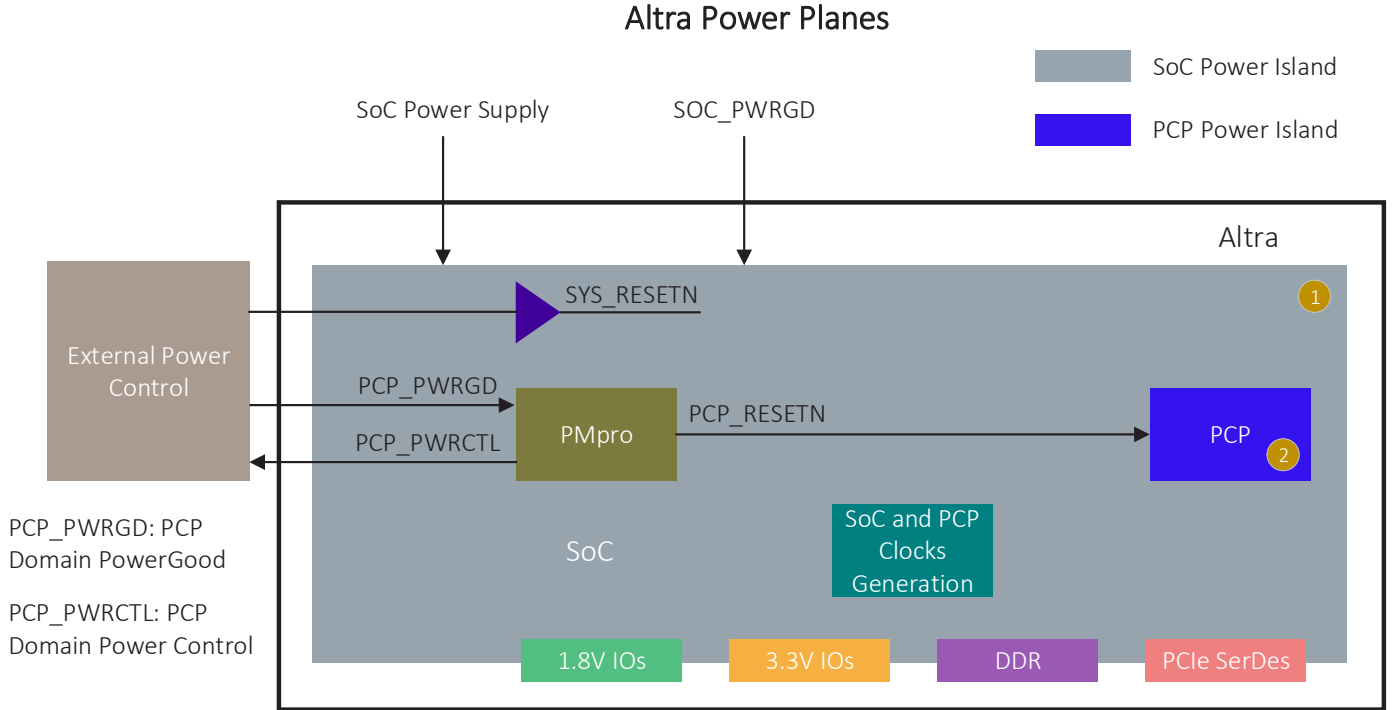 Altra Power Planes
SoC Power Island
PCP Power Island
SoC Power Supply
SOC_PWRGD
Altra
1
SYS_RESETN
External Power
Control
PCP_PWRGD
PCP_PWRCTL
PMpro
PCP_RESETN
PCP
2
PCP_PWRGD: PCP
Domain PowerGood
PCP_PWRCTL: PCP
Domain Power Control
SoC
SoC and PCP
Clocks
Generation
1.8V IOs
3.3V IOs
DDR
PCIe SerDes